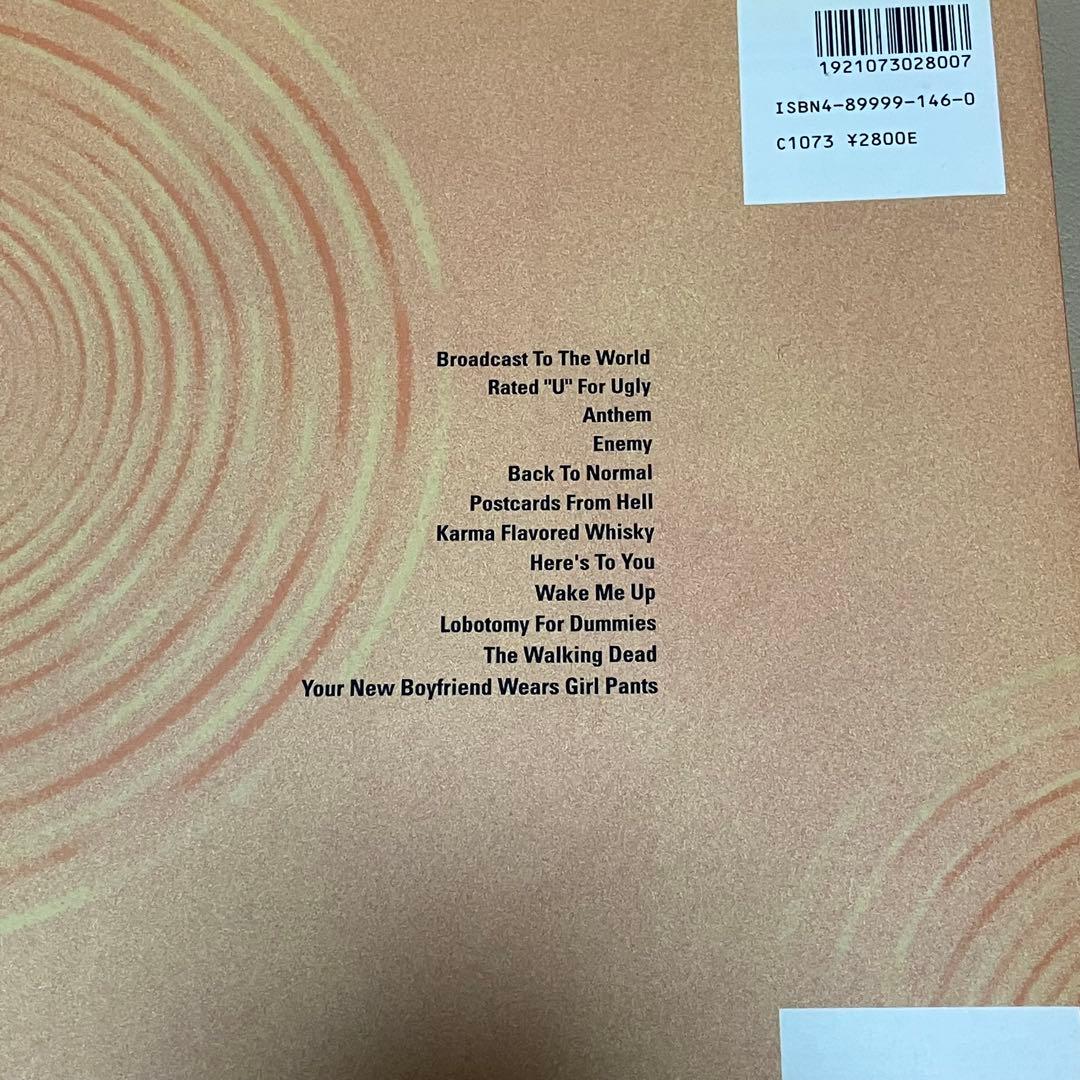 1921073028007
ISBN4-89999-146-0
C1073 ¥2800E
Broadcast To The World
Rated "U" For Ugly
Anthem
Enemy
Back To Normal
Postcards From Hell
Karma Flavored Whisky
Here's To You
Wake Me Up
Lobotomy For Dummies
The Walking Dead
Your New Boyfriend Wears Girl Pants